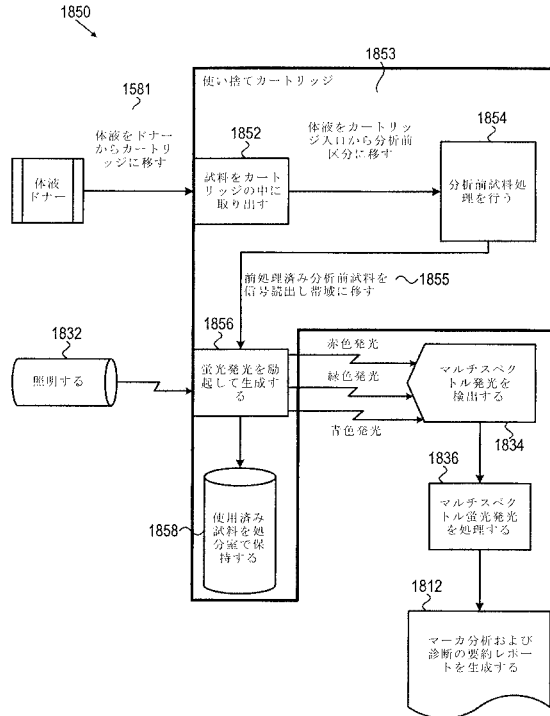 1850
1853
使い捨てカートリッジ
1581
体液をドナー
からカートリ
ッジに移す
体液
ドナー
1852
試料をカート
リッジの中に
取り出す
体液をカートリッ
ジ入口から分析前
区分に移す
1854
分析前試料処
理を行う
前処理済み分析前試料を
信号読出し帯域に移す
1855
1832
照明する
1856
蛍光発光を励
起して生成す
る
赤色発光
緑色発光
青色発光
マルチスペク
トル発光を
検出する
1834
1836
マルチスペク
トル蛍光発光
を処理する
1858
使用済み
試料を処
分室で保
持する
1812
マーカ分析および
診断の要約レポー
トを生成する